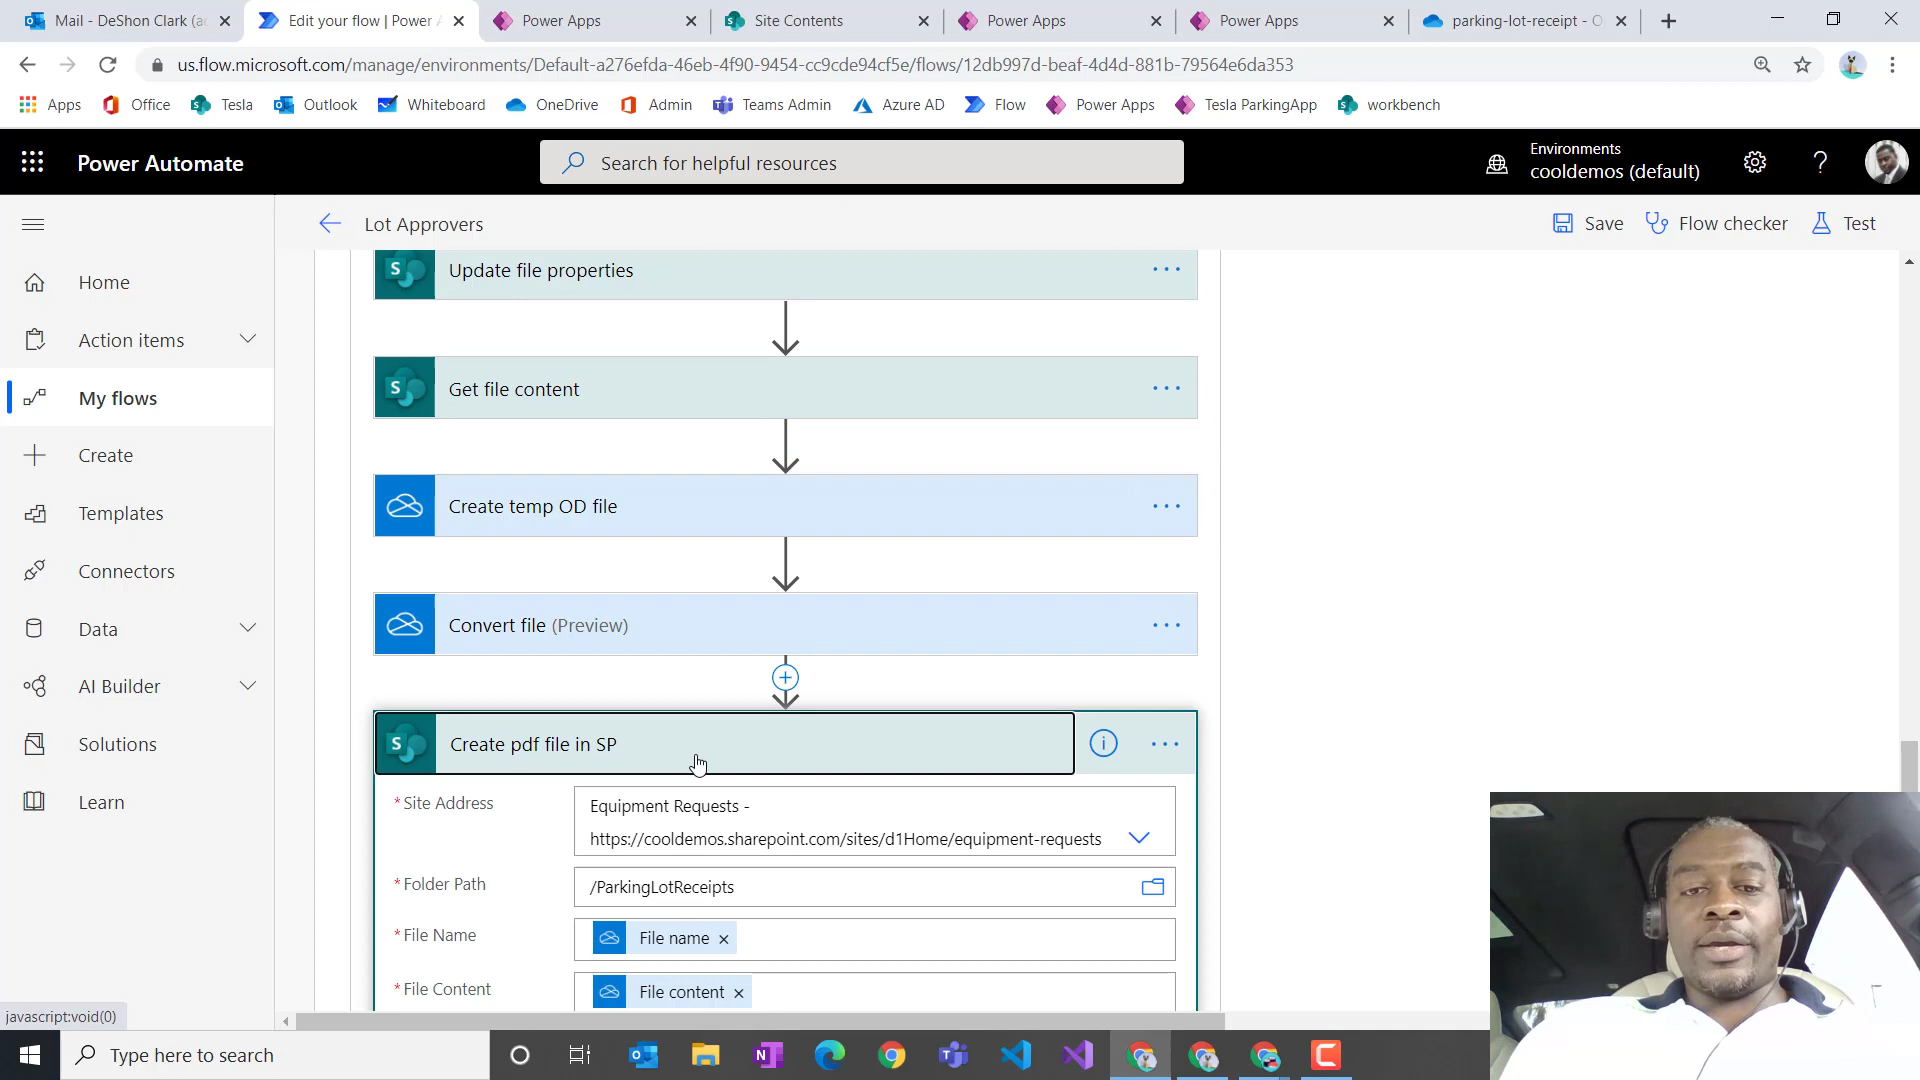 Mail - DeShon Clark (a
Edit your flow | Power A
Power Apps
Site Contents
Power Apps
Power Apps
parking-lot-receipt - O
us.flow.microsoft.com/manage/environments/Default-a276efda-46eb-4f90-9454-cc9cde94cf5e/flows/12db997d-beaf-4d4d-881b-79564e6da353
Apps
Office
Tesla
Outlook
Whiteboard
OneDrive
Admin
Teams Admin
Azure AD
Flow
Power Apps
Tesla ParkingApp
workbench
Power Automate
Search for helpful resources
Environments
cooldemos (default)
Lot Approvers
Save
Flow checker
Test
Home
Action items
My flows
Create
Templates
Connectors
Data
AI Builder
Solutions
Learn
Update file properties
Get file content
Create temp OD file
Convert file (Preview)
Create pdf file in SP
*Site Address
Equipment Requests -
https://cooldemos.sharepoint.com/sites/d1Home/equipment-requests
*Folder Path
/ParkingLotReceipts
*File Name
File name ×
*File Content
File content ×
javascript:void(0)
Type here to search